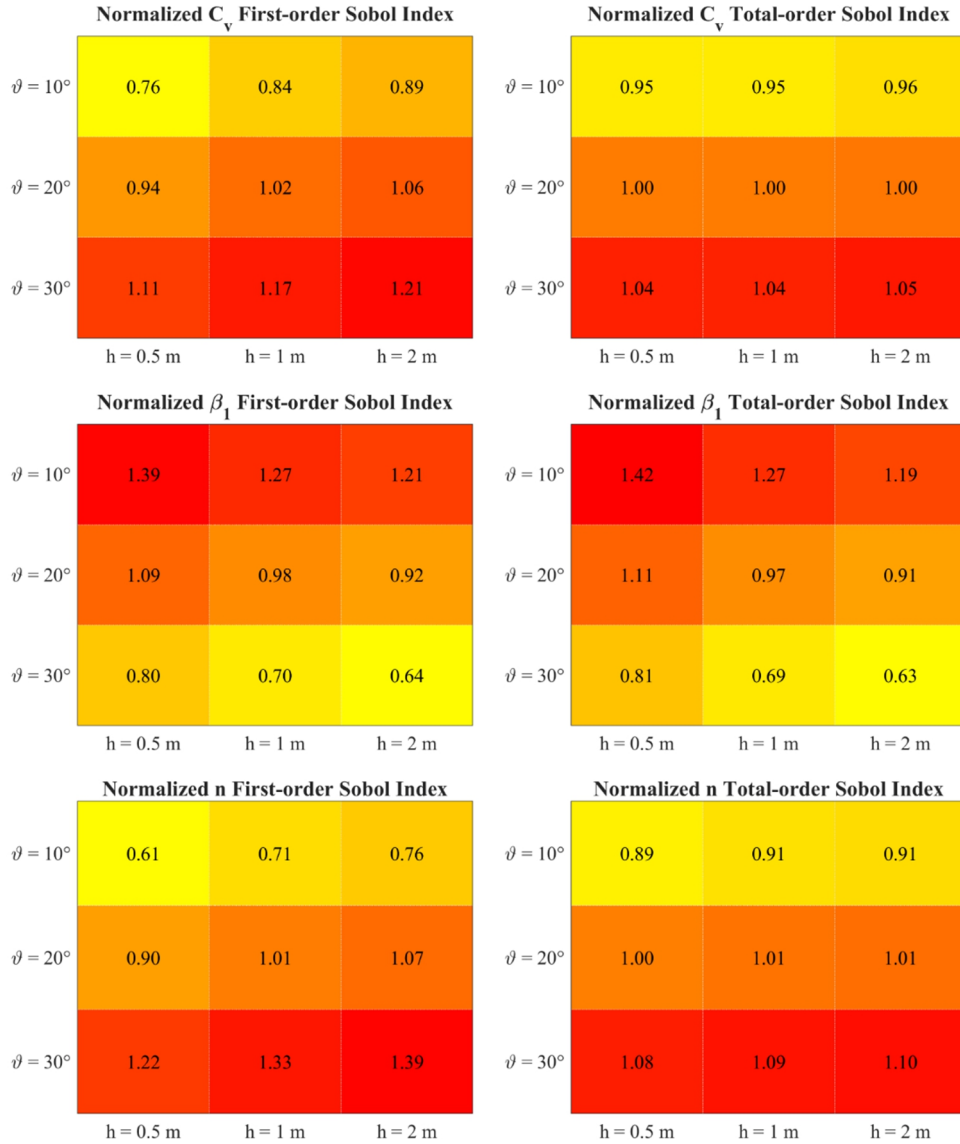 Normalized C_v First-order Sobol Index
ϑ = 10° 0.76 0.84 0.89
ϑ = 20° 0.94 1.02 1.06
ϑ = 30° 1.11 1.17 1.21
h = 0.5 m h = 1 m h = 2 m
Normalized C_v Total-order Sobol Index
ϑ = 10° 0.95 0.95 0.96
ϑ = 20° 1.00 1.00 1.00
ϑ = 30° 1.04 1.04 1.05
h = 0.5 m h = 1 m h = 2 m
Normalized β_1 First-order Sobol Index
ϑ = 10° 1.39 1.27 1.21
ϑ = 20° 1.09 0.98 0.92
ϑ = 30° 0.80 0.70 0.64
h = 0.5 m h = 1 m h = 2 m
Normalized β_1 Total-order Sobol Index
ϑ = 10° 1.42 1.27 1.19
ϑ = 20° 1.11 0.97 0.91
ϑ = 30° 0.81 0.69 0.63
h = 0.5 m h = 1 m h = 2 m
Normalized n First-order Sobol Index
ϑ = 10° 0.61 0.71 0.76
ϑ = 20° 0.90 1.01 1.07
ϑ = 30° 1.22 1.33 1.39
h = 0.5 m h = 1 m h = 2 m
Normalized n Total-order Sobol Index
ϑ = 10° 0.89 0.91 0.91
ϑ = 20° 1.00 1.01 1.01
ϑ = 30° 1.08 1.09 1.10
h = 0.5 m h = 1 m h = 2 m